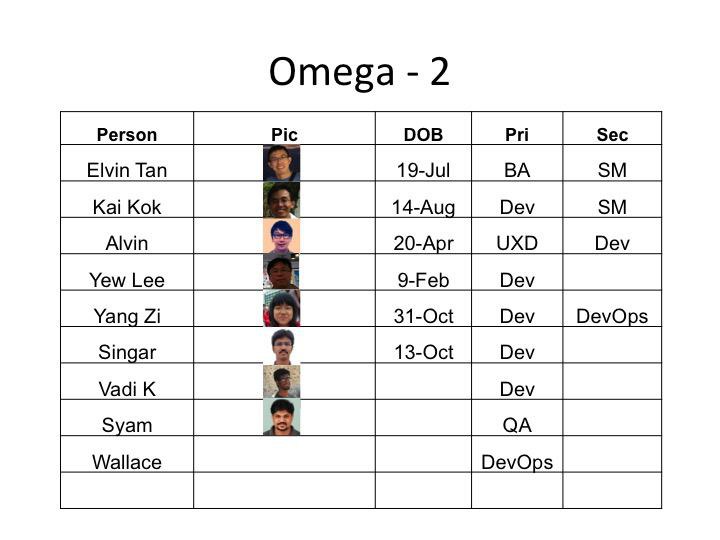 Omega - 2
Person Pic DOB Pri Sec
Elvin Tan 19-Jul BA SM
Kai Kok 14-Aug Dev SM
Alvin 20-Apr UXD Dev
Yew Lee 9-Feb Dev
Yang Zi 31-Oct Dev DevOps
Singar 13-Oct Dev
Vadi K Dev
Syam QA
Wallace DevOps